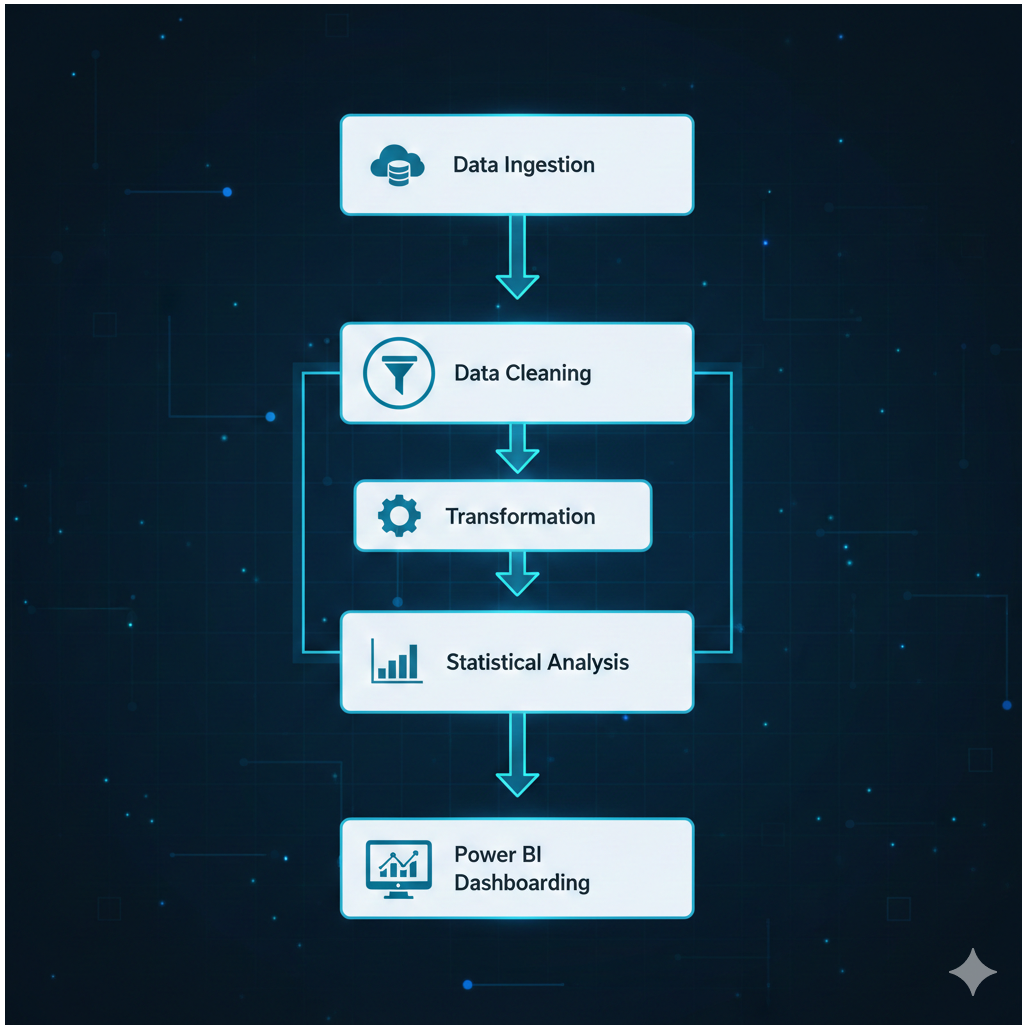 Data Ingestion
Data Cleaning
Transformation
Statistical Analysis
Power BI
Dashboarding